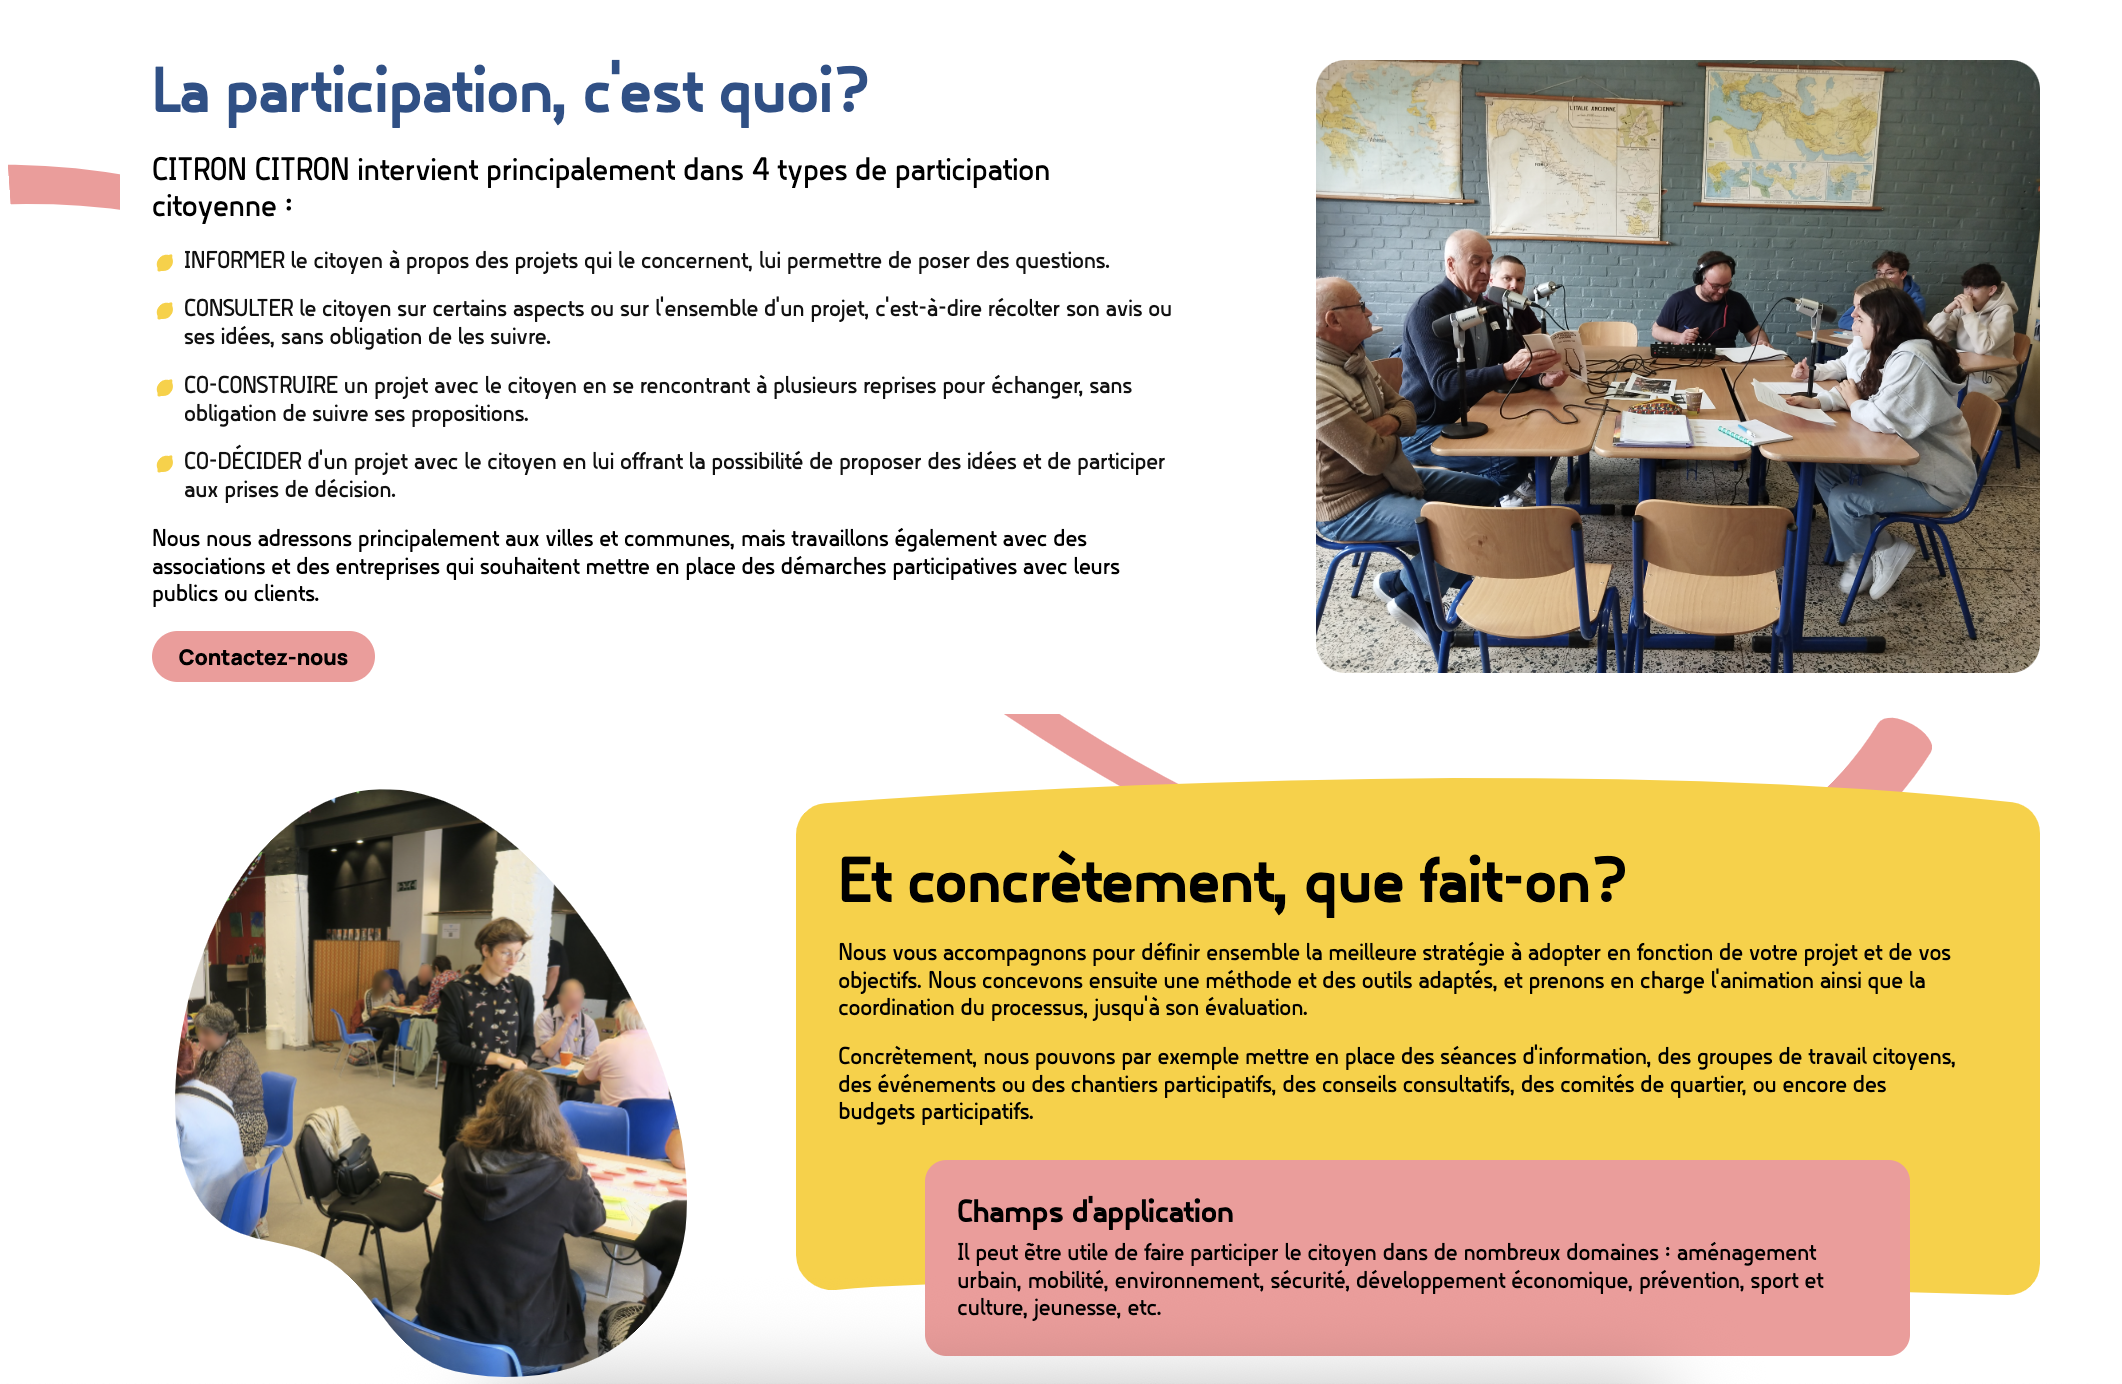 La participation, c'est quoi?
CITRON CITRON intervient principalement dans 4 types de participation
citoyenne :
INFORMER le citoyen à propos des projets qui le concernent, lui permettre de poser des questions.
CONSULTER le citoyen sur certains aspects ou sur l'ensemble d'un projet, c'est-à-dire récolter son avis ou
ses idées, sans obligation de les suivre.
CO-CONSTRUIRE un projet avec le citoyen en se rencontrant à plusieurs reprises pour échanger, sans
obligation de suivre ses propositions.
CO-DÉCIDER d'un projet avec le citoyen en lui offrant la possibilité de proposer des idées et de participer
aux prises de décision.
Nous nous adressons principalement aux villes et communes, mais travaillons également avec des
associations et des entreprises qui souhaitent mettre en place des démarches participatives avec leurs
publics ou clients.
Contactez-nous
L'ITALIE ANCIENNE
Et concrètement, que fait-on?
Nous vous accompagnons pour définir ensemble la meilleure stratégie à adopter en fonction de votre projet et de vos
objectifs. Nous concevons ensuite une méthode et des outils adaptés, et prenons en charge l'animation ainsi que la
coordination du processus, jusqu'à son évaluation.
Concrètement, nous pouvons par exemple mettre en place des séances d'information, des groupes de travail citoyens,
des événements ou des chantiers participatifs, des conseils consultatifs, des comités de quartier, ou encore des
budgets participatifs.
Champs d'application
Il peut être utile de faire participer le citoyen dans de nombreux domaines : aménagement
urbain, mobilité, environnement, sécurité, développement économique, prévention, sport et
culture, jeunesse, etc.